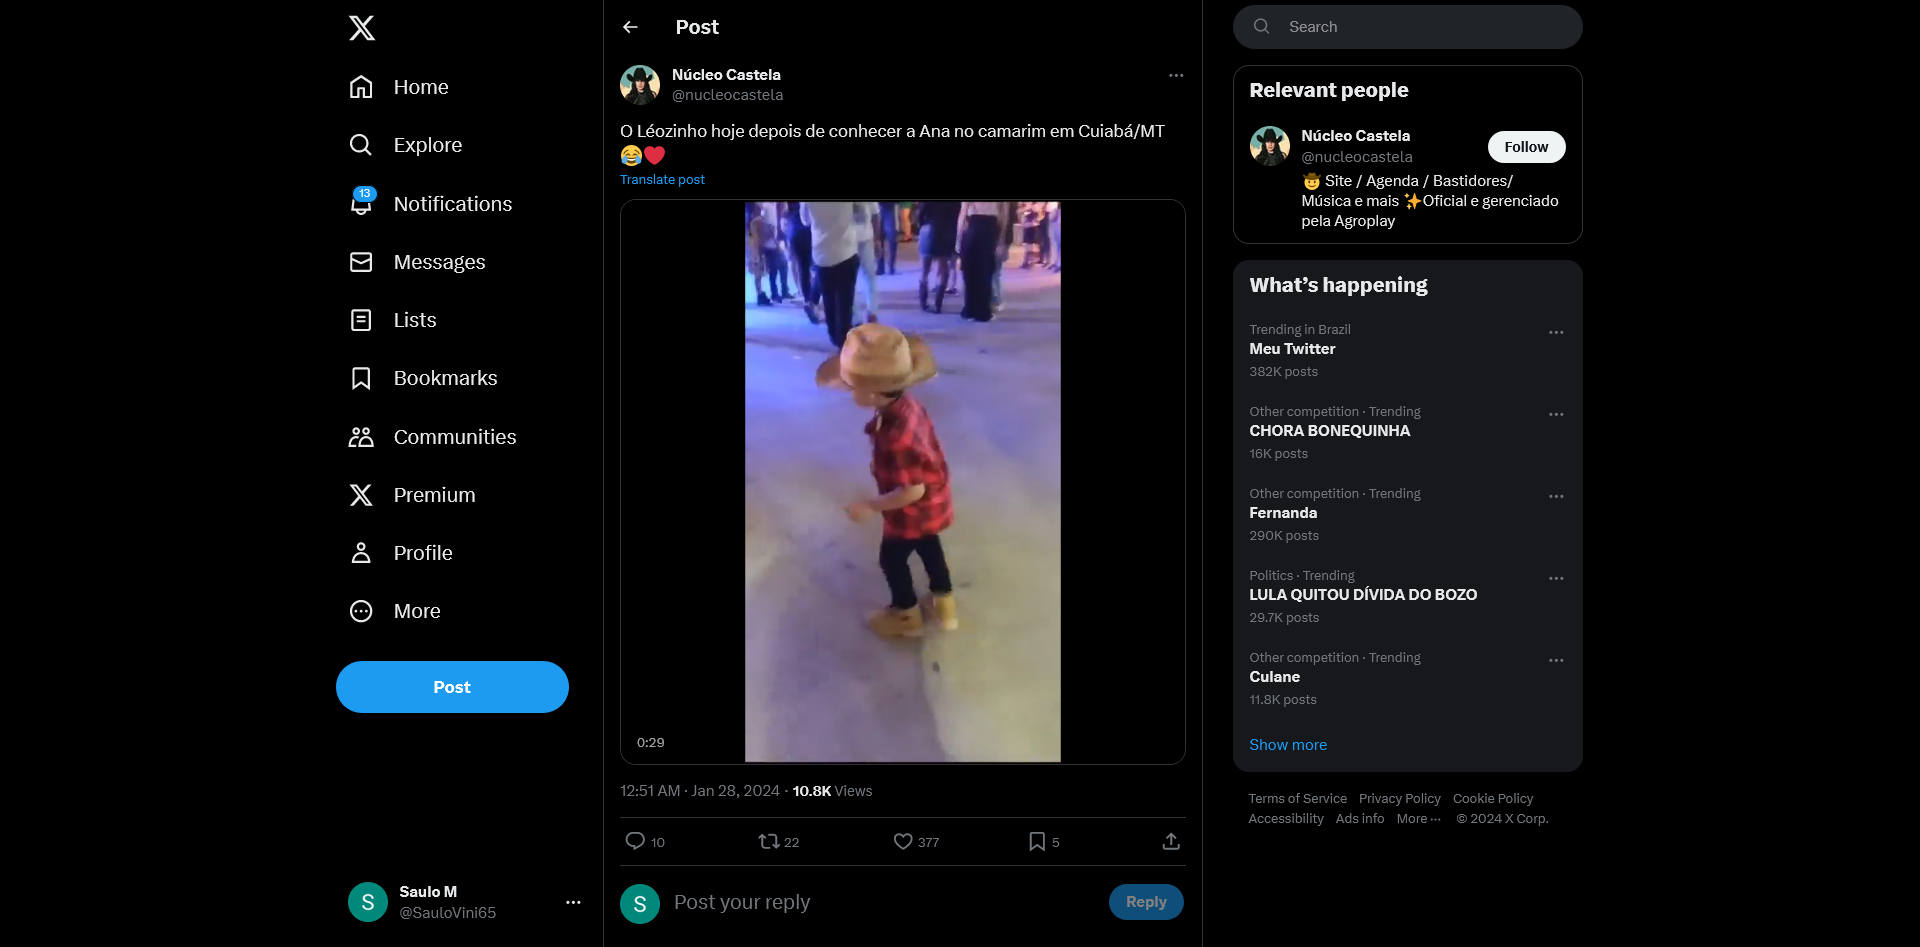 Home
Explore
13
Notifications
Messages
Lists
Bookmarks
Communities
Premium
Profile
More
Post
S
Saulo M
@SauloVini65
Post
Núcleo Castela
@nucleocastela
O Léozinho hoje depois de conhecer a Ana no camarim em Cuiabá/MT
😂❤️
Translate post
0:29
12:51 AM · Jan 28, 2024 · 10.8K Views
10 22 377 5
S
Post your reply
Reply
Search
Relevant people
Núcleo Castela
@nucleocastela
Follow
🤠 Site / Agenda / Bastidores/
Música e mais ✨Oficial e gerenciado
pela Agroplay
What’s happening
Trending in Brazil
Meu Twitter
382K posts
Other competition · Trending
CHORA BONEQUINHA
16K posts
Other competition · Trending
Fernanda
290K posts
Politics · Trending
LULA QUITOU DÍVIDA DO BOZO
29.7K posts
Other competition · Trending
Culane
11.8K posts
Show more
Terms of Service Privacy Policy Cookie Policy
Accessibility Ads info More ··· © 2024 X Corp.